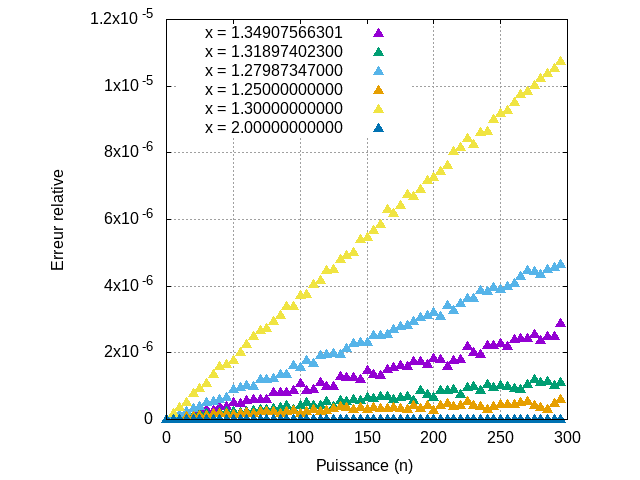 1.2x10 -5
1x10 -5
8x10 -6
6x10 -6
4x10 -6
2x10 -6
0
Erreur relative
x = 1.34907566301
x = 1.31897402300
x = 1.27987347000
x = 1.25000000000
x = 1.30000000000
x = 2.00000000000
0 50 100 150 200 250 300
Puissance (n)